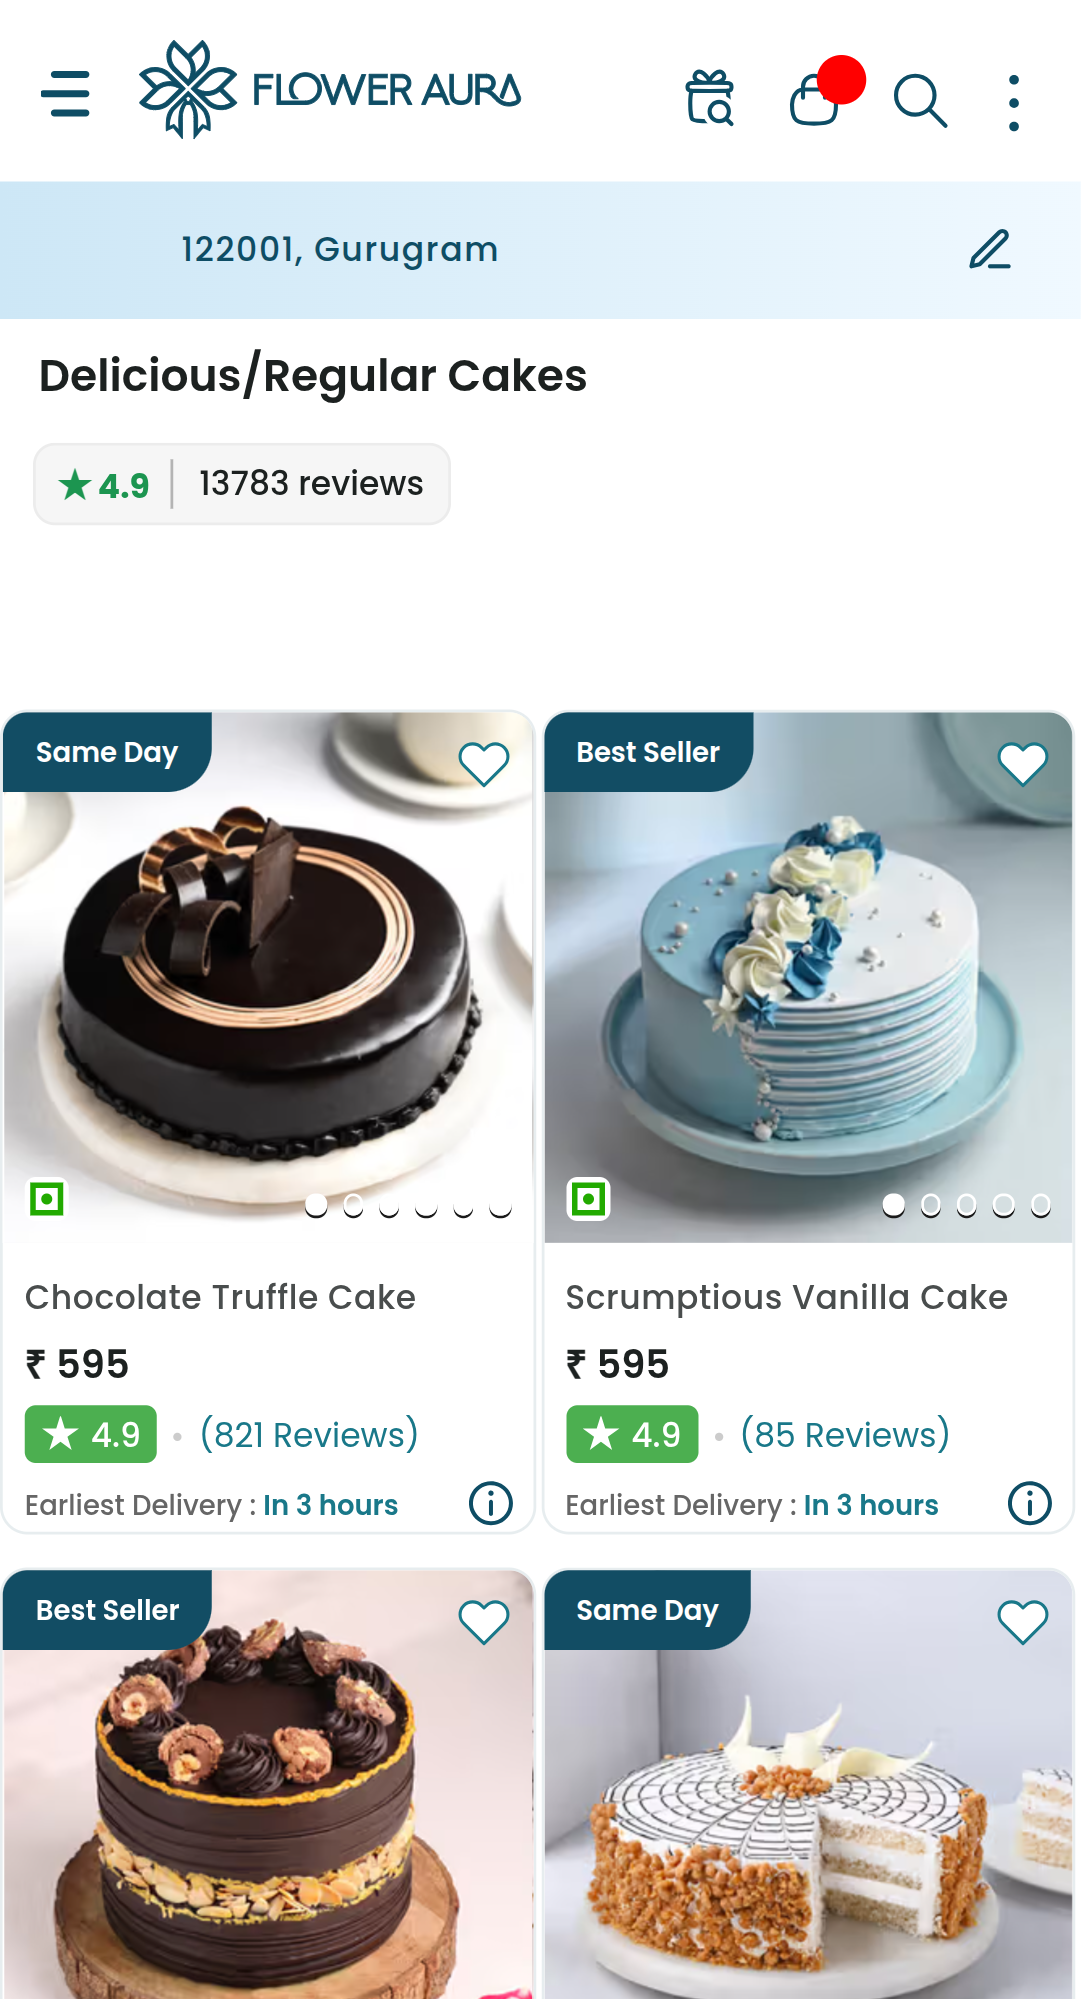 FLOWER AURA
122001, Gurugram
Delicious/Regular Cakes
★ 4.9 | 13783 reviews
Same Day
Best Seller
Chocolate Truffle Cake
₹ 595
★ 4.9 • (821 Reviews)
Earliest Delivery : In 3 hours
Scrumptious Vanilla Cake
₹ 595
★ 4.9 • (85 Reviews)
Earliest Delivery : In 3 hours
Best Seller
Same Day